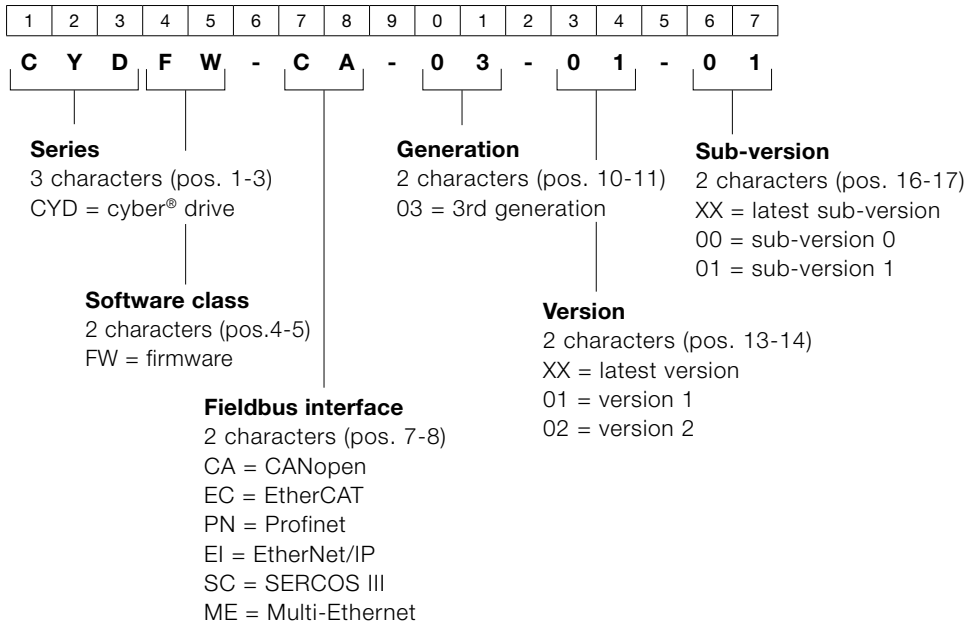 1 2 3 4 5 6 7 8 9 0 1 2 3 4 5 6 7
C Y D F W - C A - 0 3 - 0 1 - 0 1
Series
3 characters (pos. 1-3)
CYD = cyber® drive
Software class
2 characters (pos.4-5)
FW = firmware
Fieldbus interface
2 characters (pos. 7-8)
CA = CANopen
EC = EtherCAT
PN = Profinet
EI = EtherNet/IP
SC = SERCOS III
ME = Multi-Ethernet
Generation
2 characters (pos. 10-11)
03 = 3rd generation
Version
2 characters (pos. 13-14)
XX = latest version
01 = version 1
02 = version 2
Sub-version
2 characters (pos. 16-17)
XX = latest sub-version
00 = sub-version 0
01 = sub-version 1